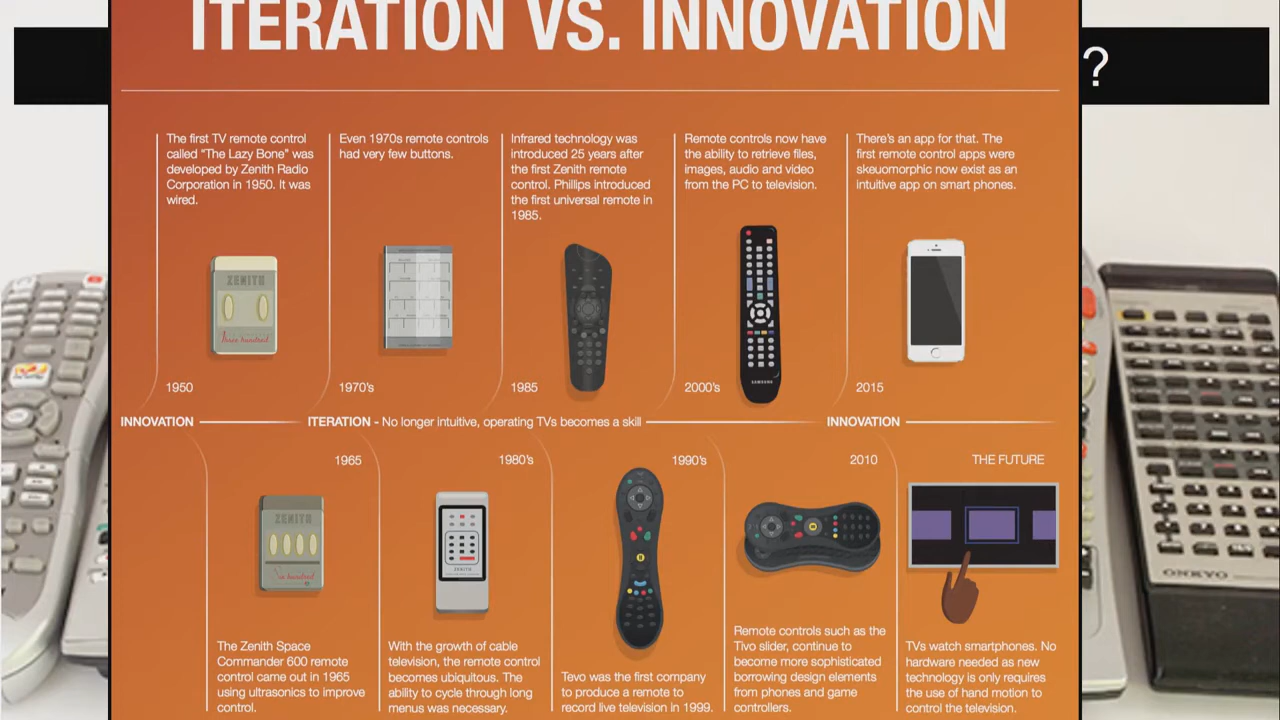 ITERATION VS. INNOVATION
?
The first TV remote control
called “The Lazy Bone” was
developed by Zenith Radio
Corporation in 1950. It was
wired.
Even 1970s remote controls
had very few buttons.
Infrared technology was
introduced 25 years after
the first Zenith remote
control. Phillips introduced
the first universal remote in
1985.
Remote controls now have
the ability to retrieve files,
images, audio and video
from the PC to television.
There’s an app for that. The
first remote control apps were
skeuomorphic now exist as an
intuitive app on smart phones.
ZENITH
three hundred
SAMSUNG
1950
1970’s
1985
2000’s
2015
INNOVATION
ITERATION - No longer intuitive, operating TVs becomes a skill
INNOVATION
1965
1980’s
1990’s
2010
THE FUTURE
ZENITH
six hundred
ZENITH
ONKYO
The Zenith Space
Commander 600 remote
control came out in 1965
using ultrasonics to improve
control.
With the growth of cable
television, the remote control
becomes ubiquitous. The
ability to cycle through long
menus was necessary.
Tevo was the first company
to produce a remote to
record live television in 1999.
Remote controls such as the
Tivo slider, continue to
become more sophisticated
borrowing design elements
from phones and game
controllers.
TVs watch smartphones. No
hardware needed as new
technology is only requires
the use of hand motion to
control the television.